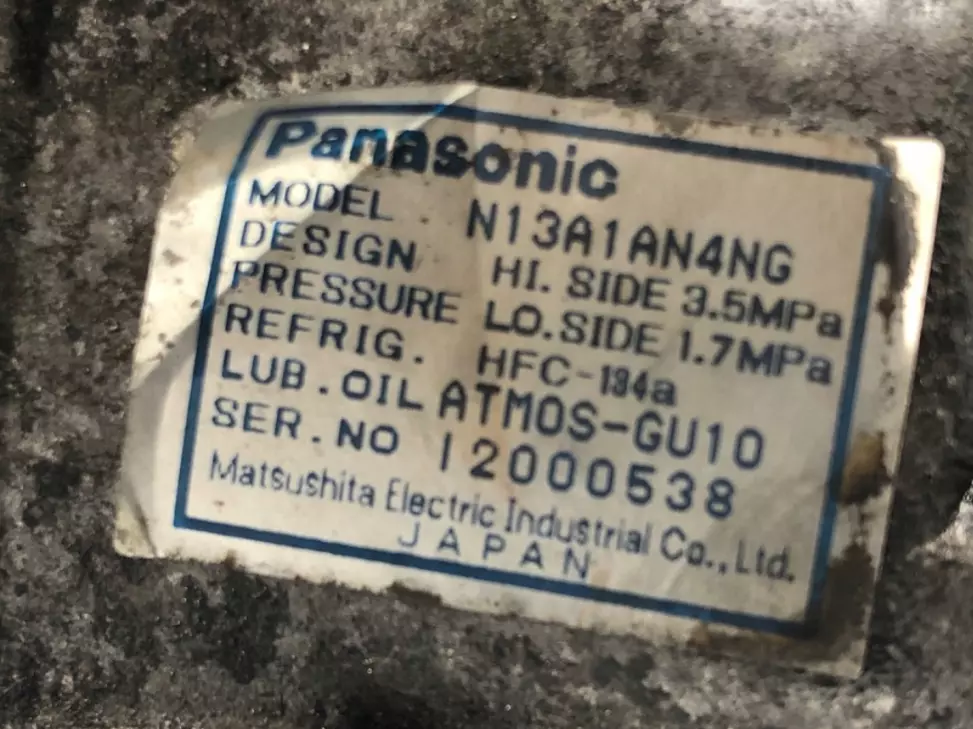 Panasonic
MODEL N13A1AN4NG
DESIGN HI. SIDE 3.5MPa
PRESSURE LO.SIDE 1.7MPa
REFRIG. HFC-134a
LUB.OIL ATMOS-GU10
SER.NO 12000538
Matsushita Electric Industrial Co.,Ltd.
JAPAN